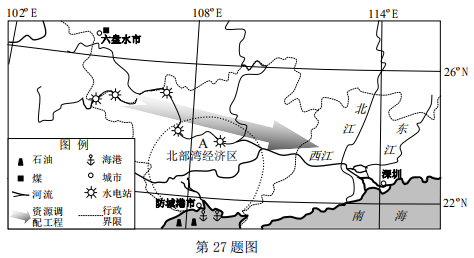 102°E
108°E
114°E
六盘水市
26°N
A
北部湾经济区
西江
北江
东江
深圳
防城港市
22°N
南 海
图 例
石油
海港
煤
城市
河流
水电站
资源调配工程
行政界限
第27题图